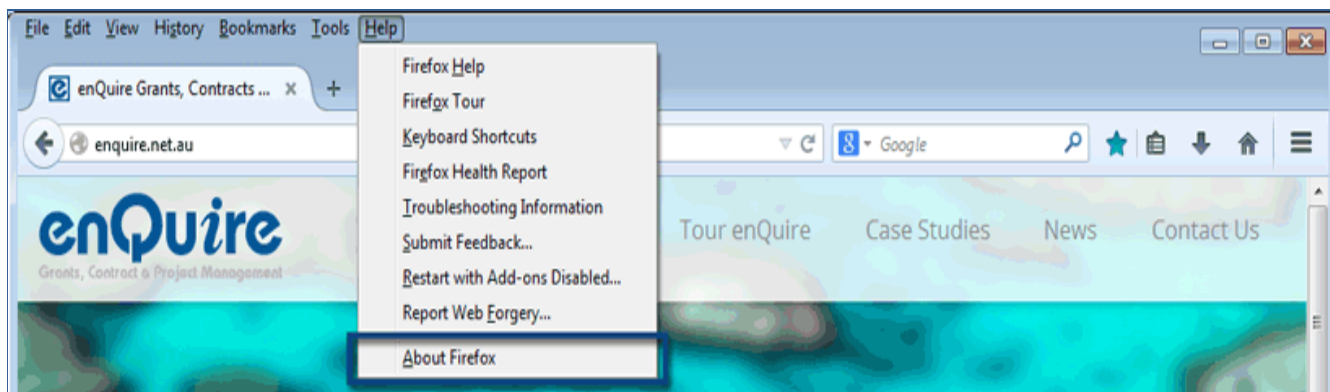 File Edit View History Bookmarks Tools Help
enQuire Grants, Contracts ...
enquire.net.au
Google
Firefox Help
Firefox Tour
Keyboard Shortcuts
Firefox Health Report
Troubleshooting Information
Submit Feedback...
Restart with Add-ons Disabled...
Report Web Forgery...
About Firefox
enQuire
Grants, Contract & Project Management
Tour enQuire Case Studies News Contact Us